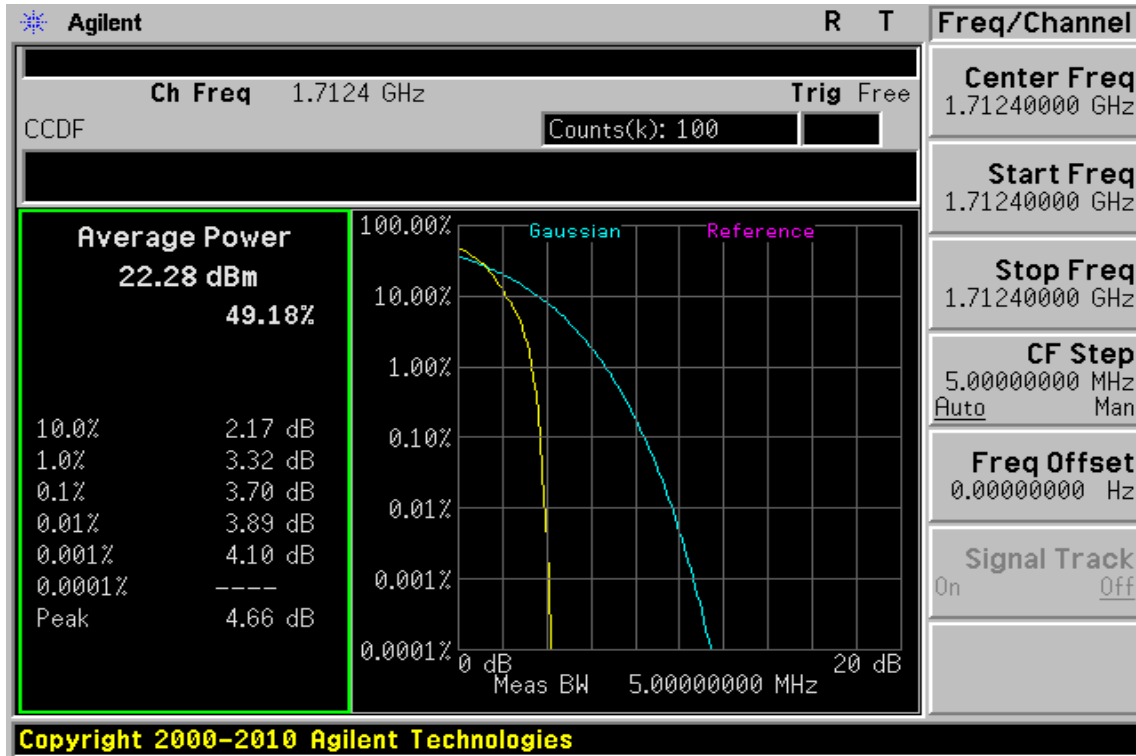 Agilent R T Freq/Channel
Ch Freq 1.7124 GHz Trig Free
CCDF Counts(k): 100
Average Power
22.28 dBm
49.18%
10.0% 2.17 dB
1.0% 3.32 dB
0.1% 3.70 dB
0.01% 3.89 dB
0.001% 4.10 dB
0.0001% ----
Peak 4.66 dB
Gaussian Reference
100.00%
10.00%
1.00%
0.10%
0.01%
0.001%
0.0001%
0 dB 20 dB
Meas BW 5.00000000 MHz
Center Freq
1.71240000 GHz
Start Freq
1.71240000 GHz
Stop Freq
1.71240000 GHz
CF Step
5.00000000 MHz
Auto Man
Freq Offset
0.00000000 Hz
Signal Track
On Off
Copyright 2000-2010 Agilent Technologies